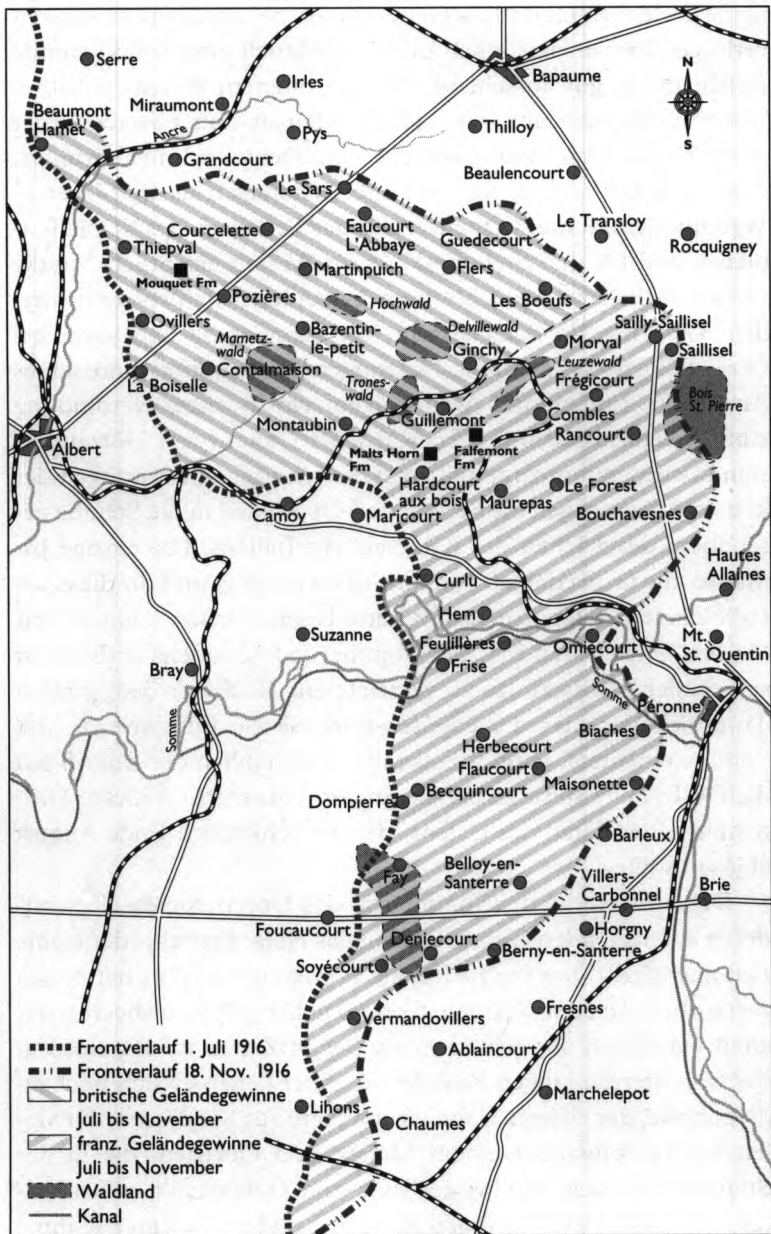 Serre
Irles
Bapaume
N
S
Beaumont
Hamet
Miraumont
Ancre
Pys
Thilloy
Grandcourt
Beaulencourt
Le Sars
Courcelette
Eaucourt
L'Abbaye
Guedecourt
Le Transloy
Rocquigney
Thiepval
Mouquet Fm
Martinpuich
Flers
Pozières
Hochwald
Les Boeufs
Ovillers
Mametz-
wald
Bazentin-
le-petit
Delvillewald
Ginchy
Morval
Sailly-Saillisel
Saillisel
La Boiselle
Contalmaison
Trones-
wald
Leuzewald
Frégicourt
Bois
St. Pierre
Guillemont
Combles
Montaubin
Rancourt
Albert
Malts Horn
Fm
Falfemont
Fm
Hardcourt
aux bois
Le Forest
Maurepas
Camoy
Maricourt
Bouchavesnes
Hautes
Allaines
Curlu
Hem
Suzanne
Feulillères
Omiecourt
Mt.
St. Quentin
Bray
Frise
Somme
Somme
Péronne
Herbecourt
Biaches
Flaucourt
Becquincourt
Maisonette
Dompierre
Barleux
Fay
Belloy-en-
Santerre
Villers-
Carbonnel
Brie
Foucaucourt
Deniecourt
Horgny
Soyécourt
Berny-en-Santerre
Vermandovillers
Fresnes
Ablaincourt
Marchelepot
Lihons
Chaumes
Frontverlauf 1. Juli 1916
Frontverlauf 18. Nov. 1916
britische Geländegewinne
Juli bis November
franz. Geländegewinne
Juli bis November
Waldland
Kanal